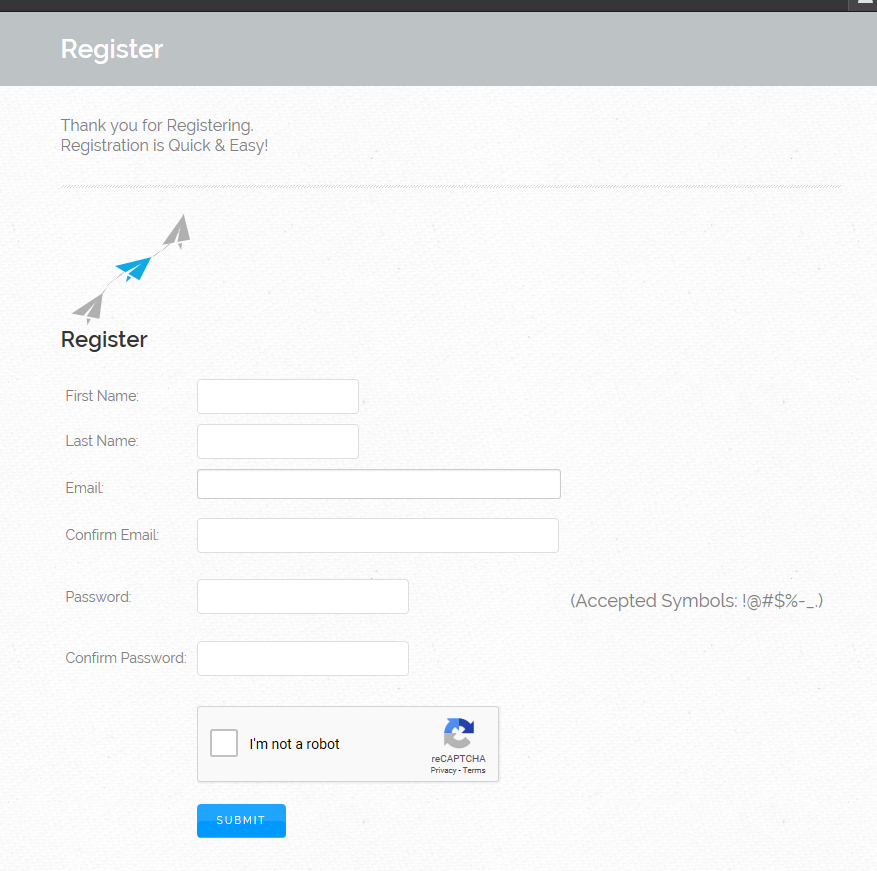 Register
Thank you for Registering.
Registration is Quick & Easy!
Register
First Name:
Last Name:
Email:
Confirm Email:
Password:
(Accepted Symbols: !@#$%-_.)
Confirm Password:
I'm not a robot
reCAPTCHA
Privacy - Terms
SUBMIT